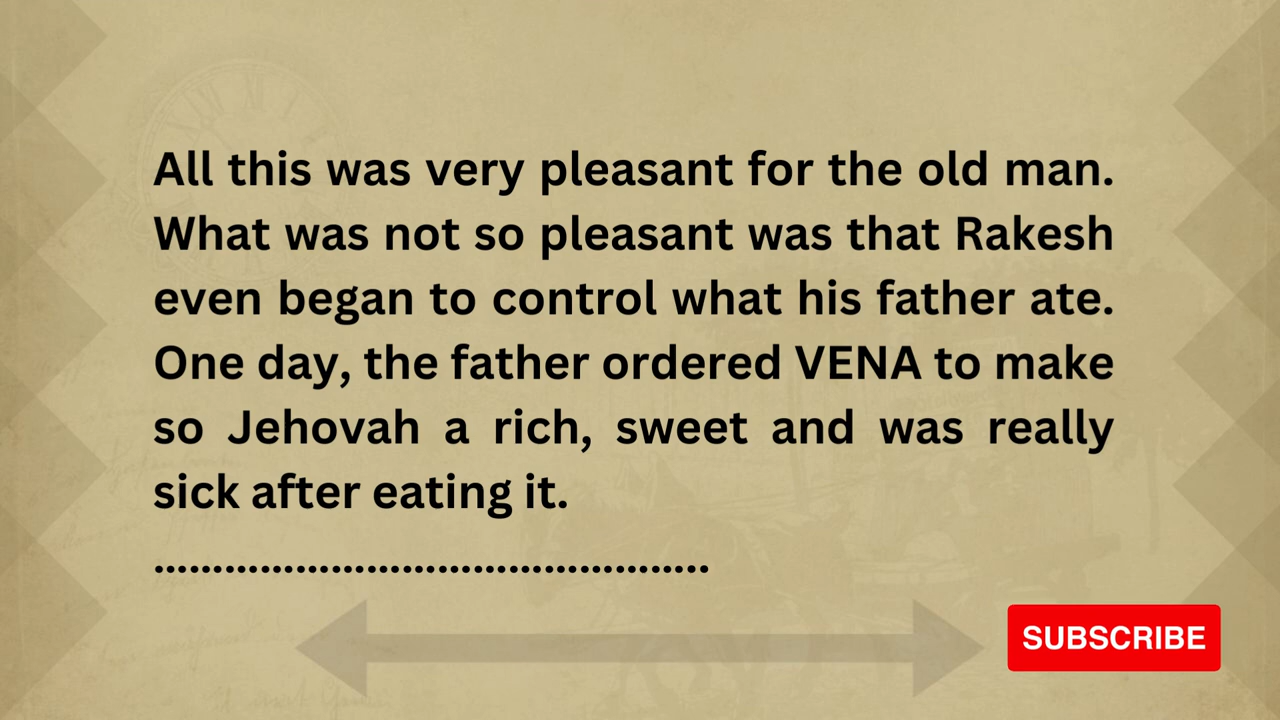 All this was very pleasant for the old man.
What was not so pleasant was that Rakesh
even began to control what his father ate.
One day, the father ordered VENA to make
so Jehovah a rich, sweet and was really
sick after eating it.
...............................................
SUBSCRIBE